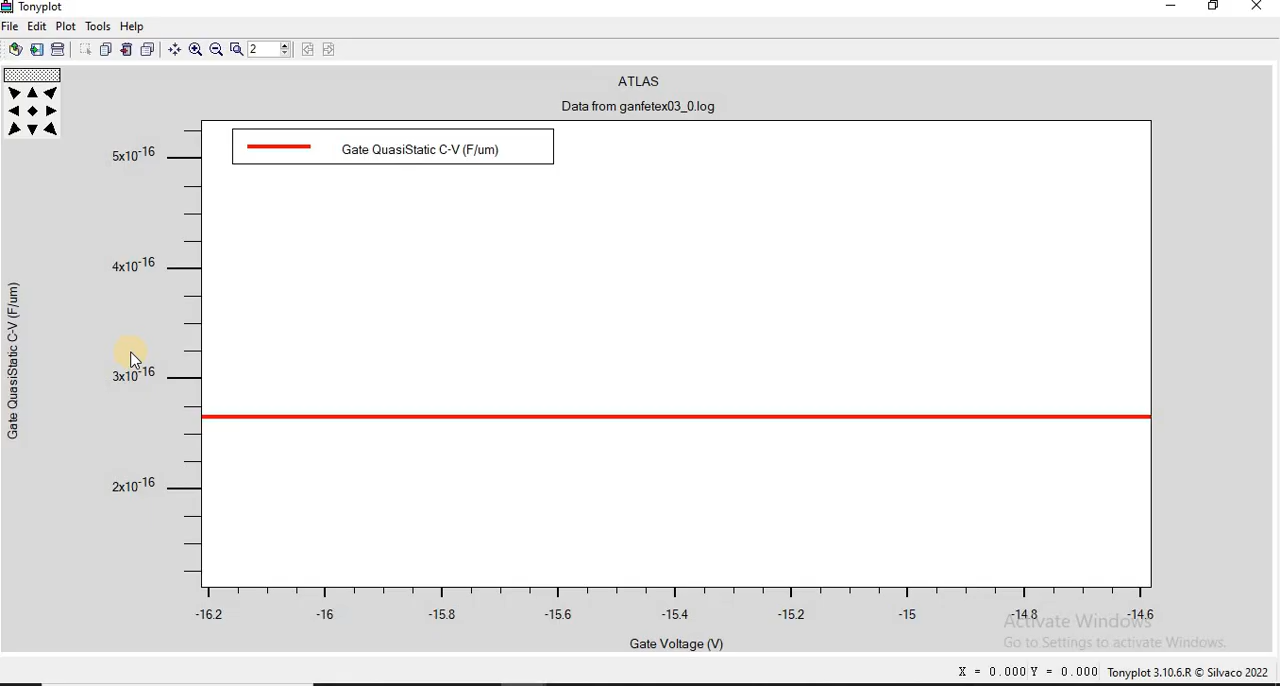 Tonyplot
File Edit Plot Tools Help
2
ATLAS
Data from ganfetex03_0.log
Gate QuasiStatic C-V (F/um)
5x10-16
4x10-16
3x10-16
2x10-16
Gate QuasiStatic C-V (F/um)
-16.2 -16 -15.8 -15.6 -15.4 -15.2 -15 -14.8 -14.6
Gate Voltage (V)
Activate Windows
Go to Settings to activate Windows.
X = 0.000 Y = 0.000 Tonyplot 3.10.6.R © Silvaco 2022